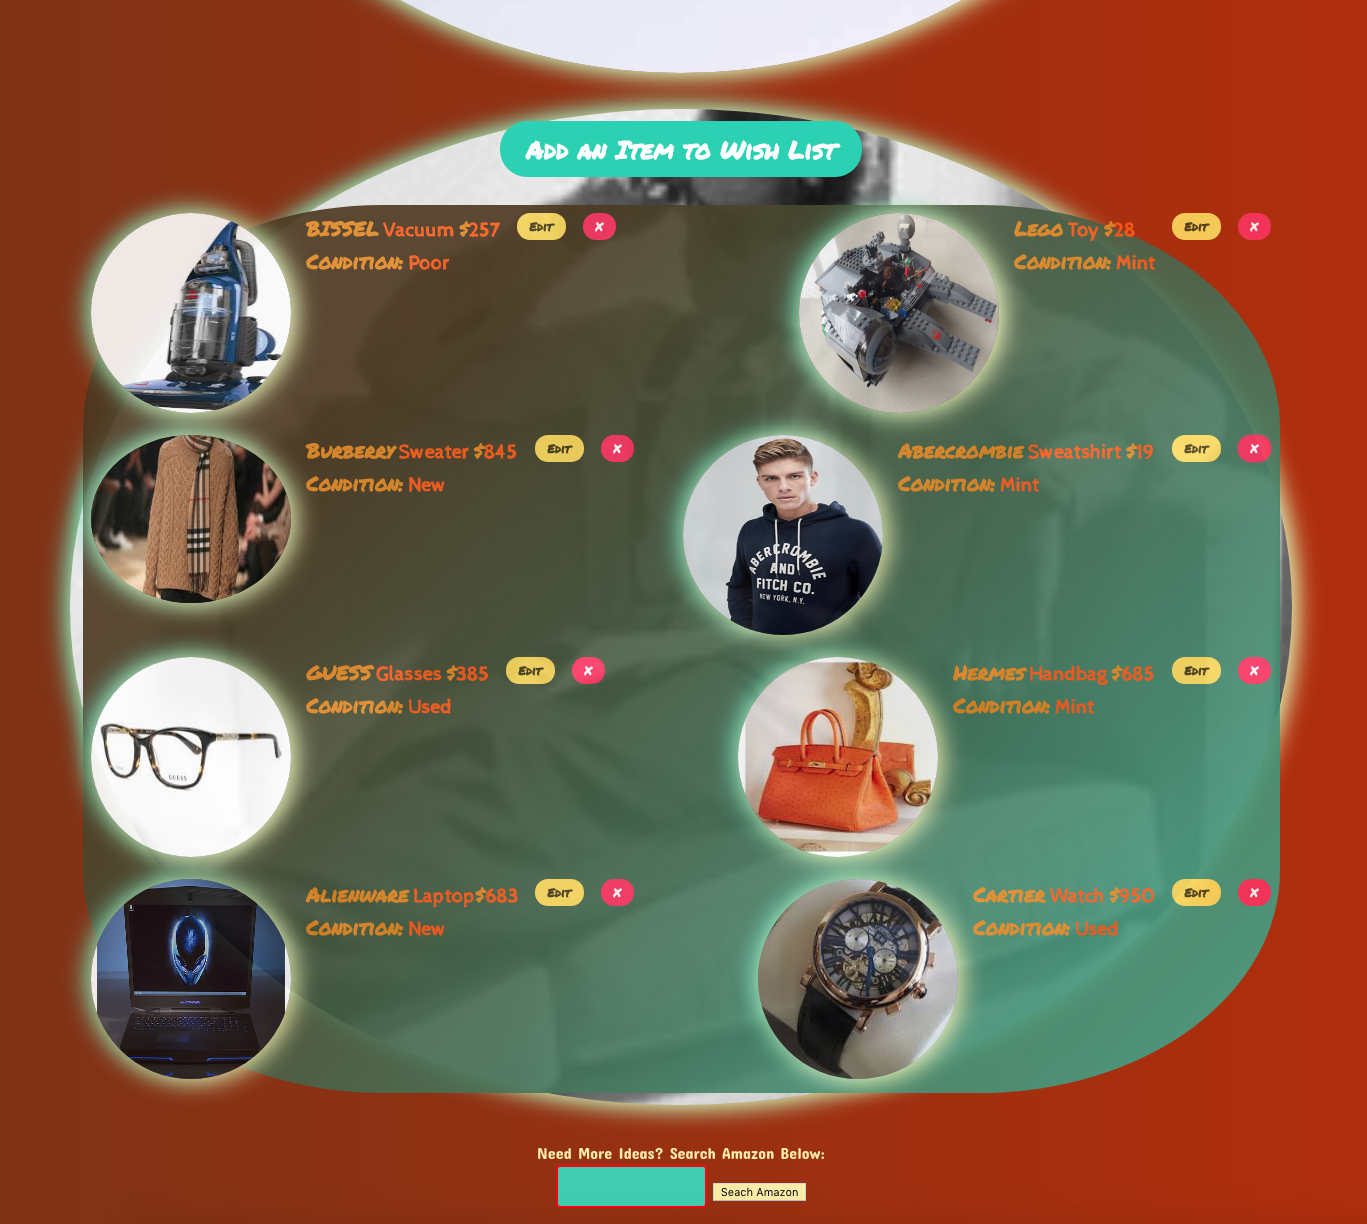 Add an Item to Wish List
BISSEL Vacuum $257 Edit ✘
Condition: Poor
Lego Toy $28 Edit ✘
Condition: Mint
Burberry Sweater $845 Edit ✘
Condition: New
Abercrombie Sweatshirt $19 Edit ✘
Condition: Mint
ABERCROMBIE
AND
FITCH CO.
NEW YORK, N.Y.
GUESS Glasses $385 Edit ✘
Condition: Used
GUESS
Hermes Handbag $685 Edit ✘
Condition: Mint
Alienware Laptop$683 Edit ✘
Condition: New
Cartier Watch $950 Edit ✘
Condition: Used
Need More Ideas? Search Amazon Below:
Seach Amazon